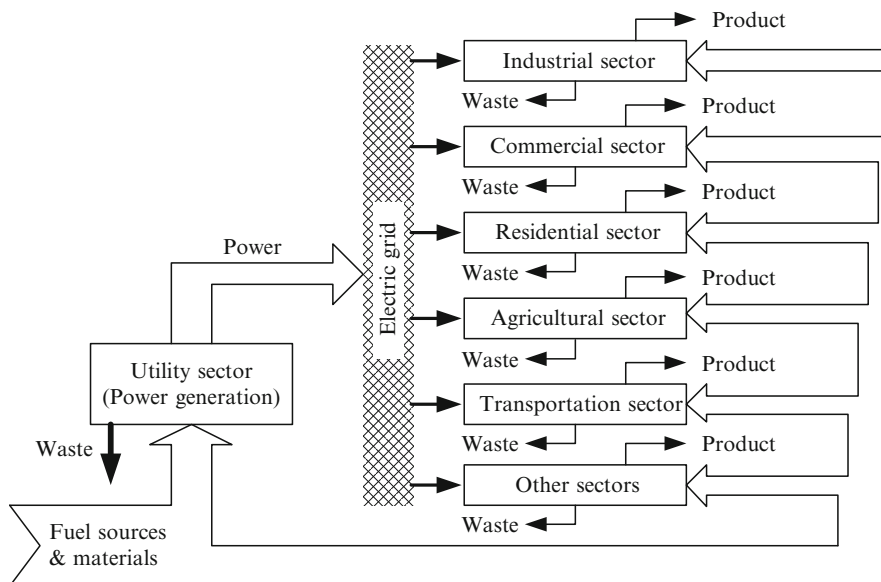 Product
Industrial sector
Waste
Product
Commercial sector
Waste
Product
Residential sector
Waste
Power
Electric grid
Product
Agricultural sector
Waste
Utility sector
(Power generation)
Product
Transportation sector
Waste
Waste
Product
Other sectors
Waste
Fuel sources
& materials